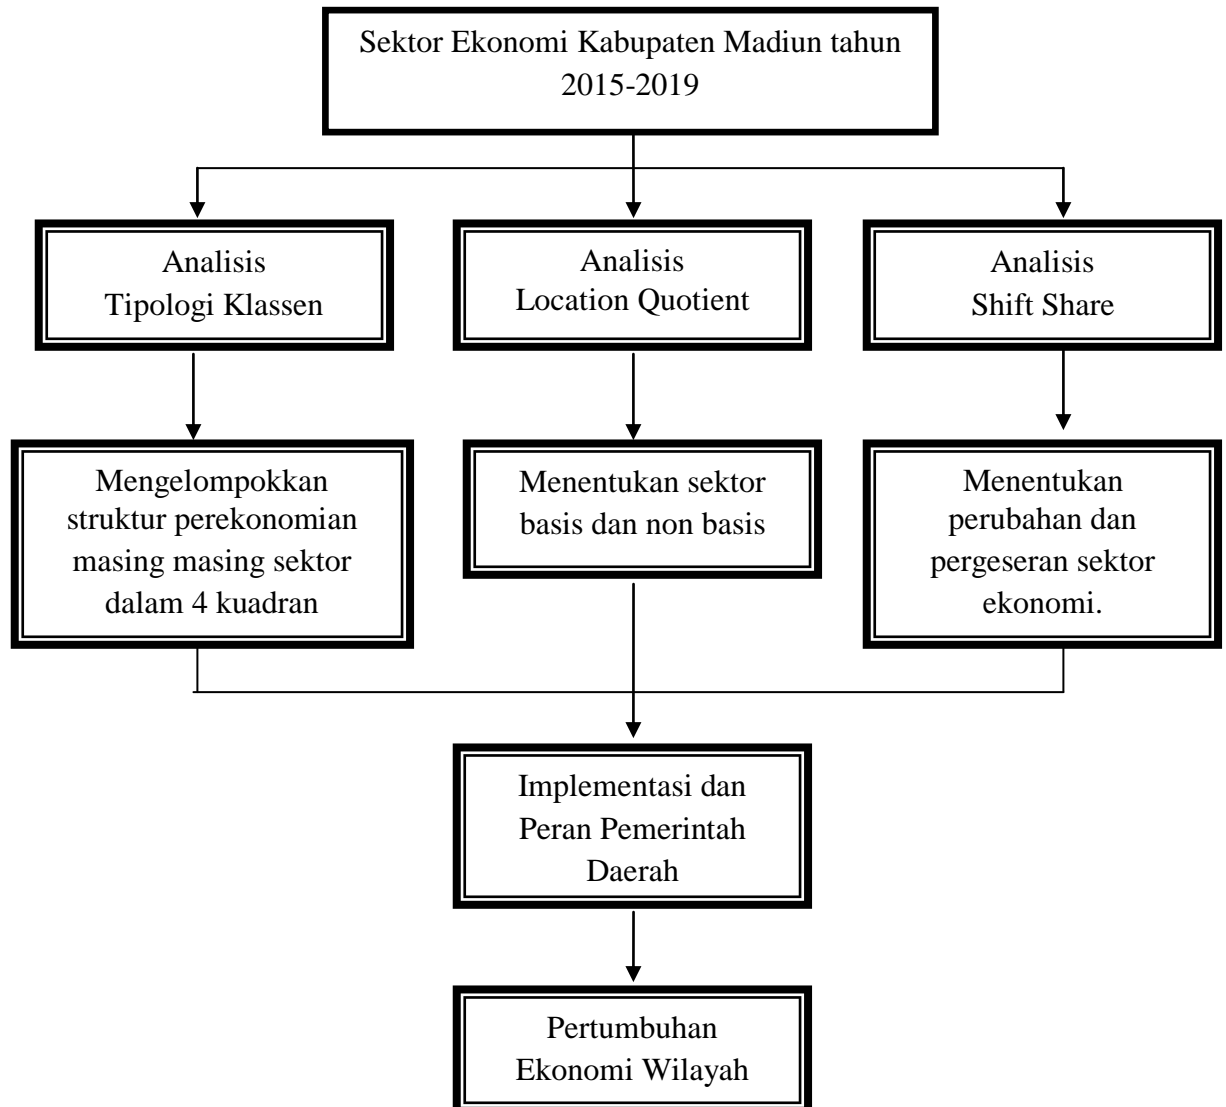 Sektor Ekonomi Kabupaten Madiun tahun
2015-2019
Analisis
Tipologi Klassen
Analisis
Location Quotient
Analisis
Shift Share
Mengelompokkan
struktur perekonomian
masing masing sektor
dalam 4 kuadran
Menentukan sektor
basis dan non basis
Menentukan
perubahan dan
pergeseran sektor
ekonomi.
Implementasi dan
Peran Pemerintah
Daerah
Pertumbuhan
Ekonomi Wilayah